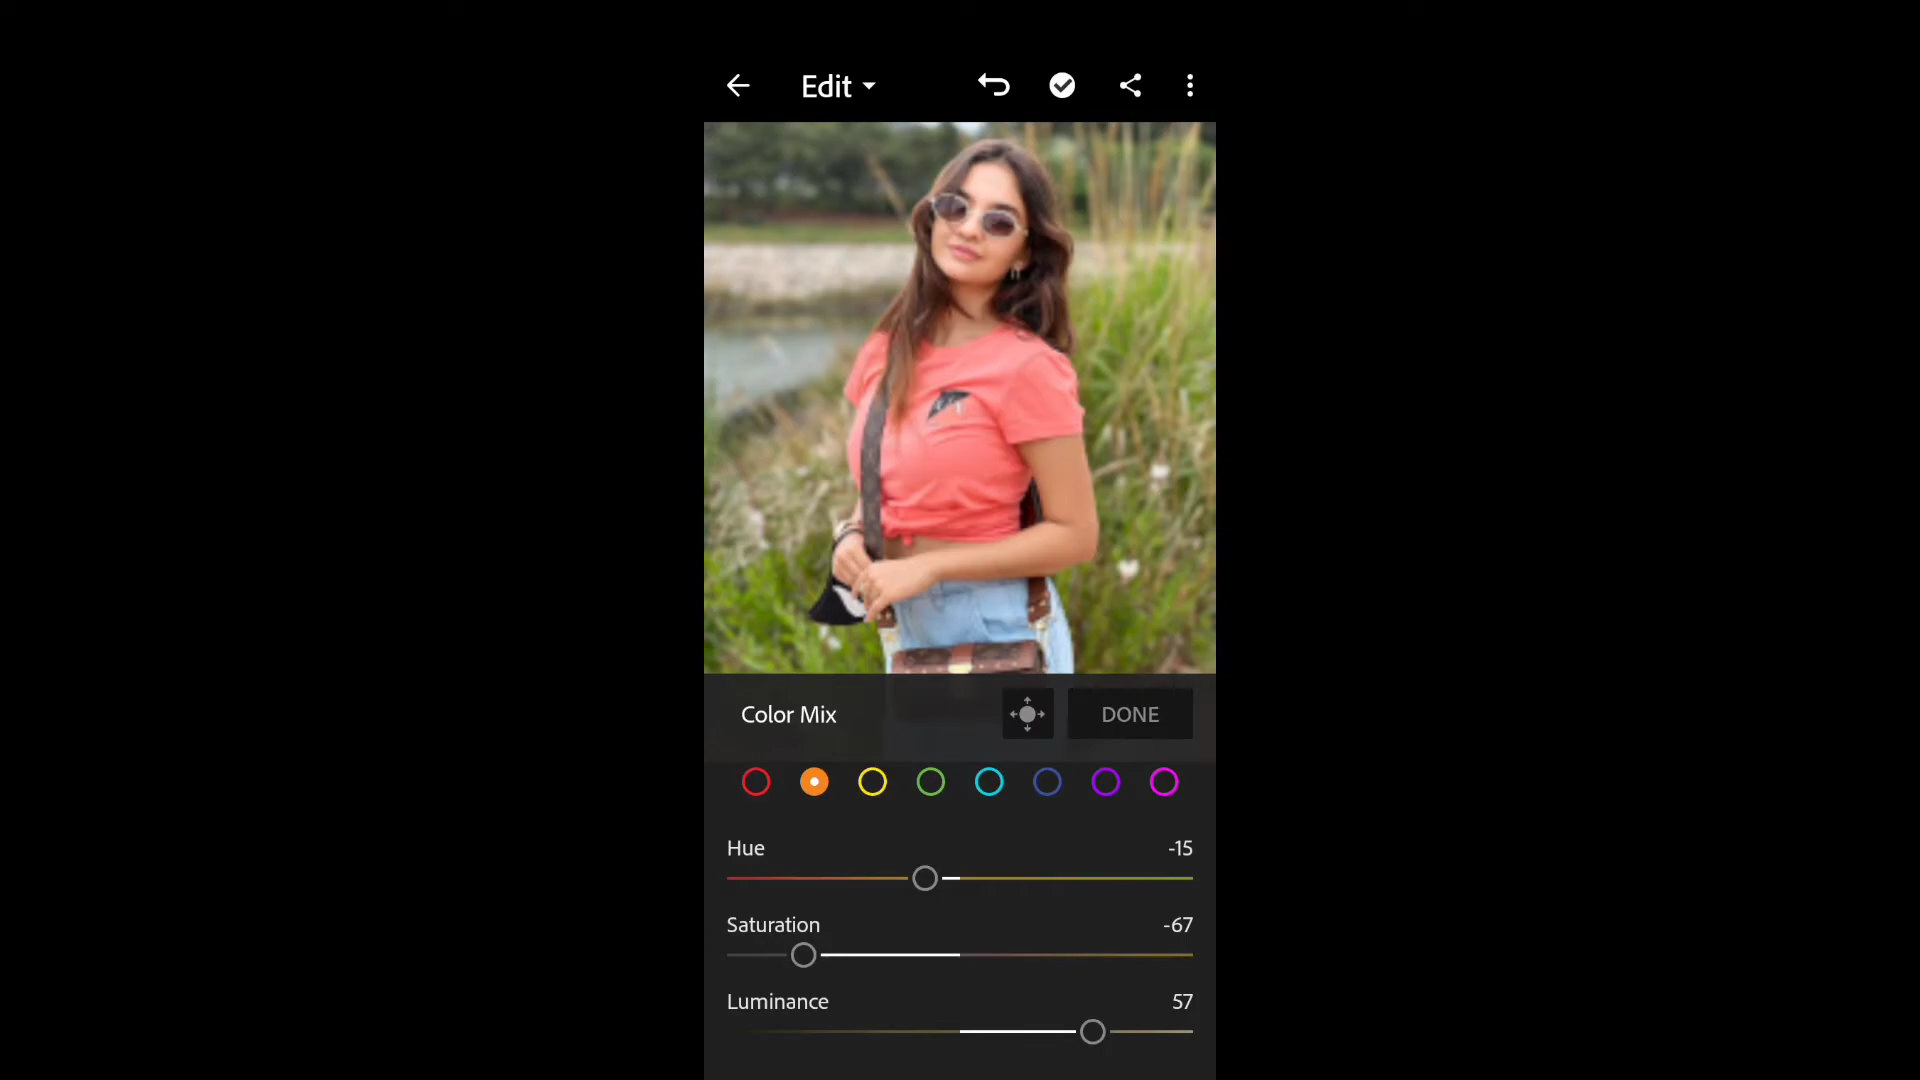 Edit
Color Mix
DONE
Hue -15
Saturation -67
Luminance 57